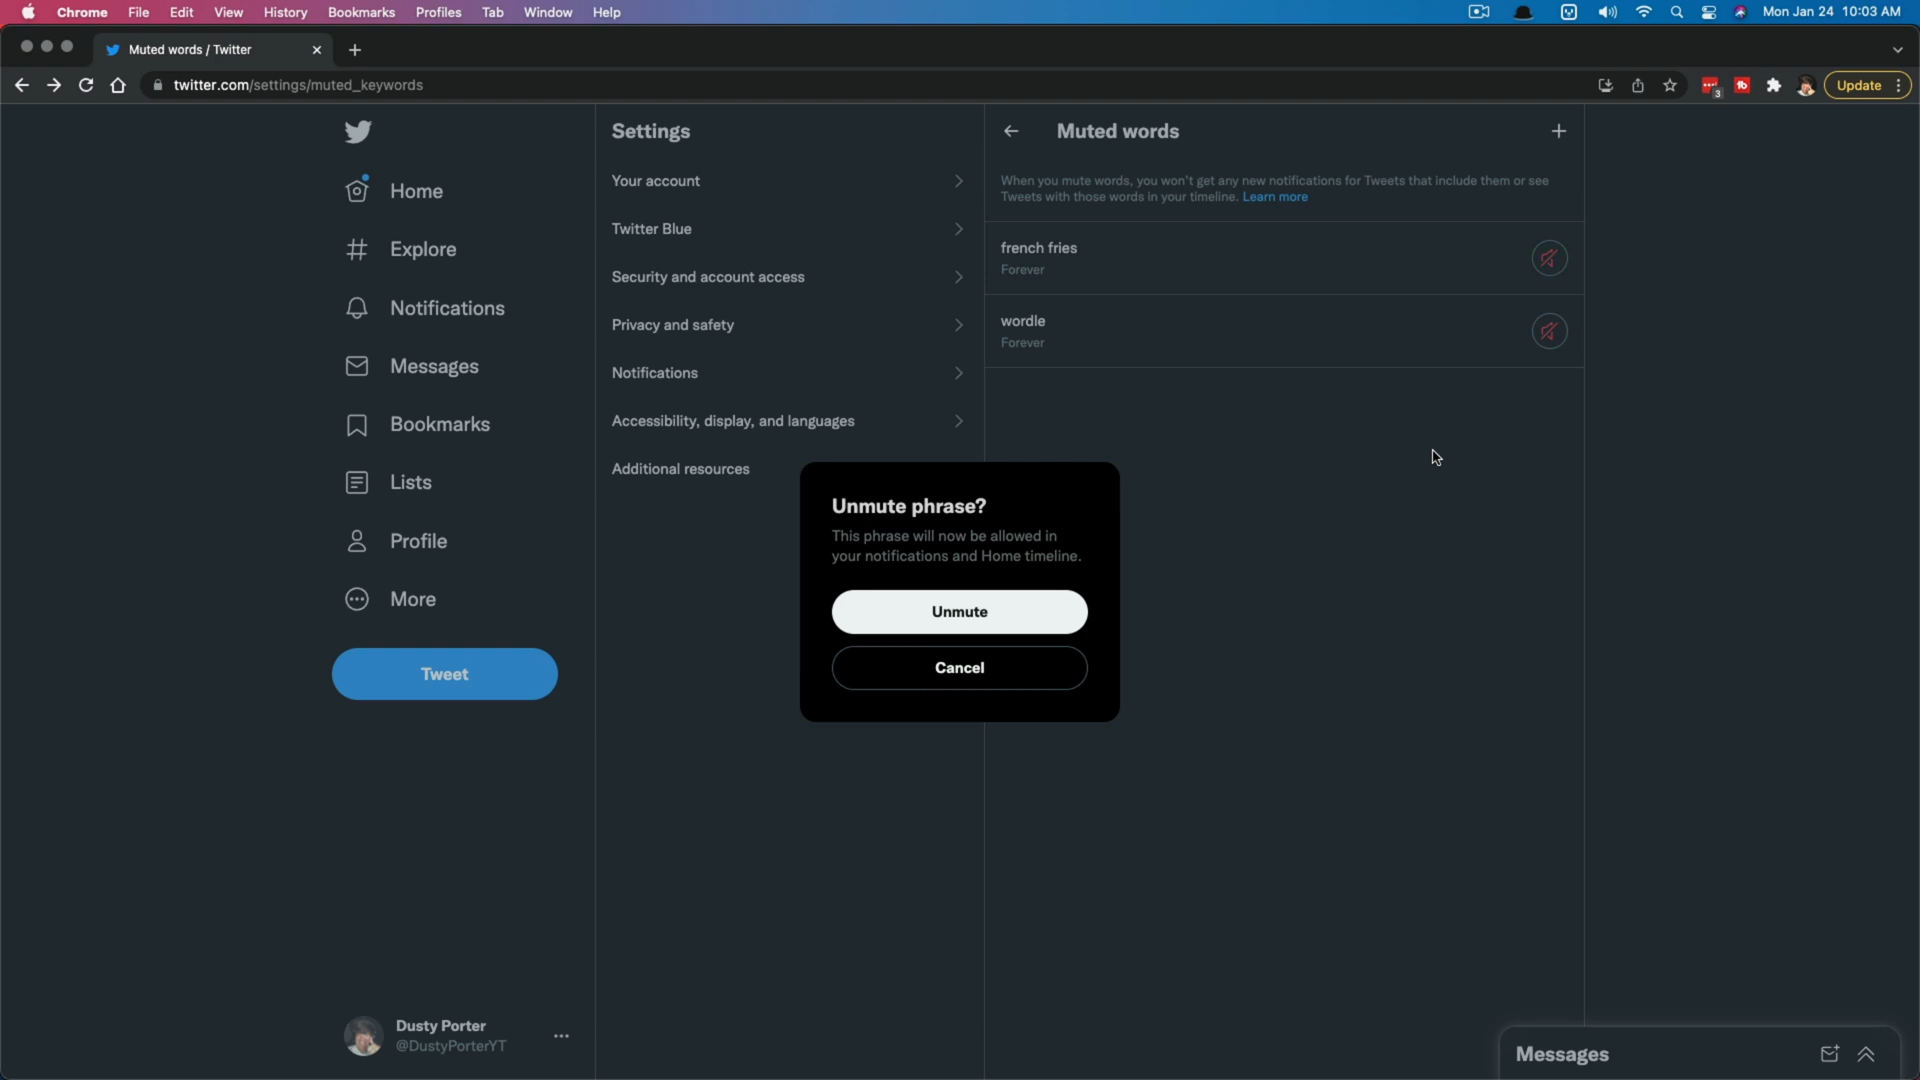 Chrome File Edit View History Bookmarks Profiles Tab Window Help
Mon Jan 24 10:03 AM
Muted words / Twitter
twitter.com/settings/muted_keywords
3
Update
Home
Explore
Notifications
Messages
Bookmarks
Lists
Profile
More
Tweet
Dusty Porter
@DustyPorterYT
Settings
Your account
Twitter Blue
Security and account access
Privacy and safety
Notifications
Accessibility, display, and languages
Additional resources
Muted words
When you mute words, you won't get any new notifications for Tweets that include them or see
Tweets with those words in your timeline. Learn more
french fries
Forever
wordle
Forever
Unmute phrase?
This phrase will now be allowed in
your notifications and Home timeline.
Unmute
Cancel
Messages